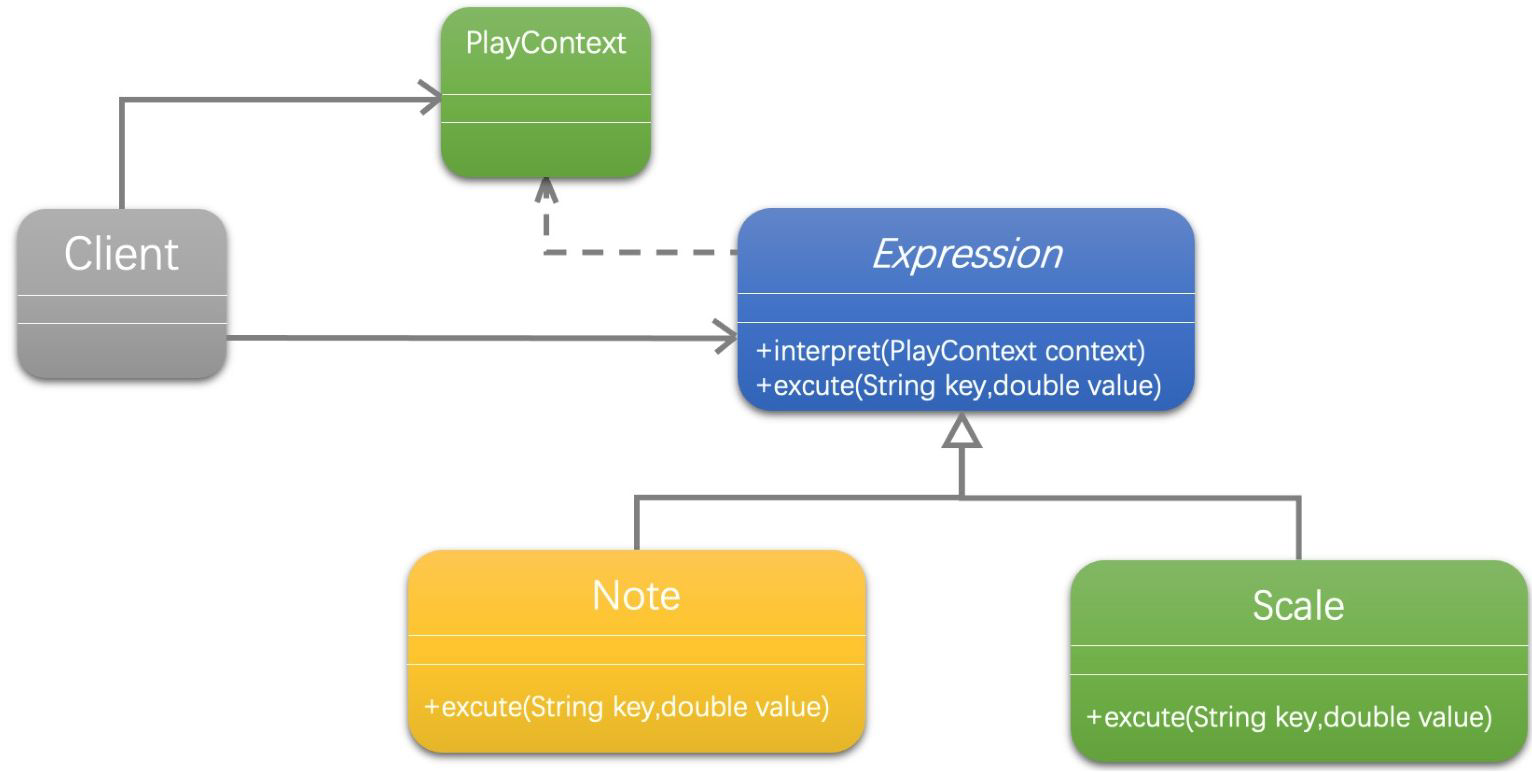 PlayContext
Client
Expression
+interpret(PlayContext context)
+excute(String key,double value)
Note
+excute(String key,double value)
Scale
+excute(String key,double value)